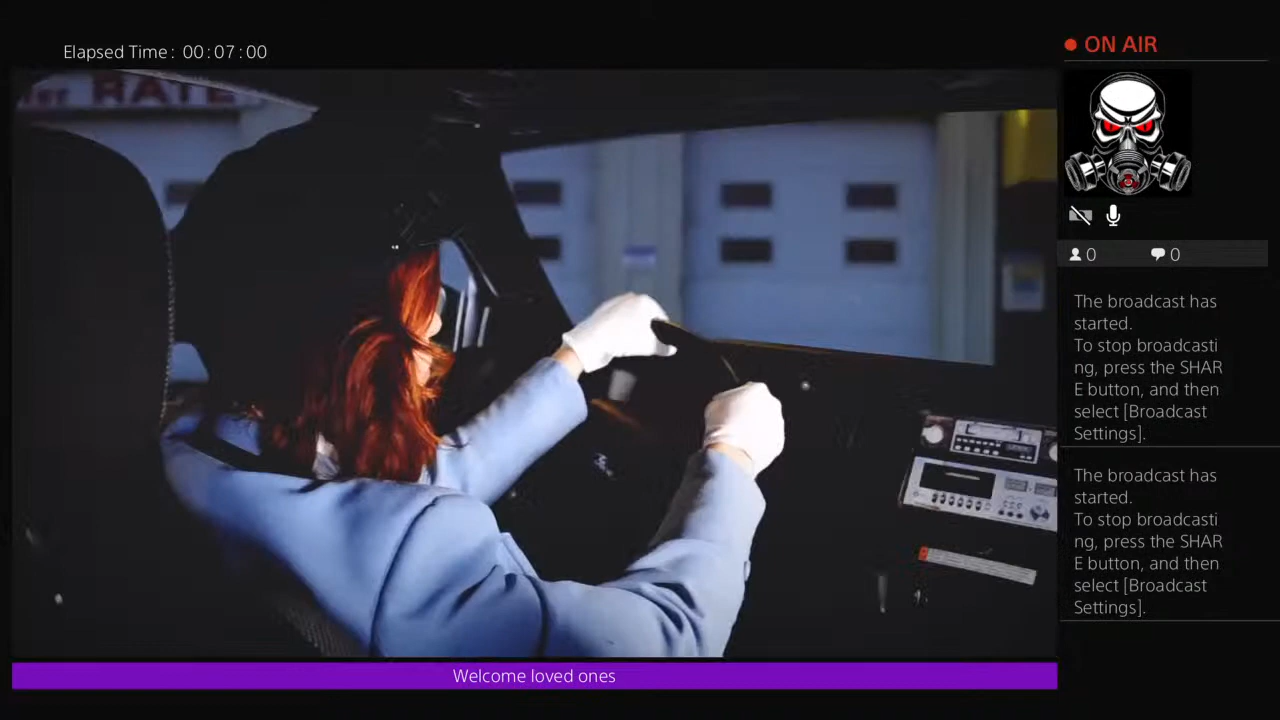 Elapsed Time: 00:07:00
ON AIR
RATE
0 0
The broadcast has
started.
To stop broadcasti
ng, press the SHAR
E button, and then
select [Broadcast
Settings].
The broadcast has
started.
To stop broadcasti
ng, press the SHAR
E button, and then
select [Broadcast
Settings].
Welcome loved ones